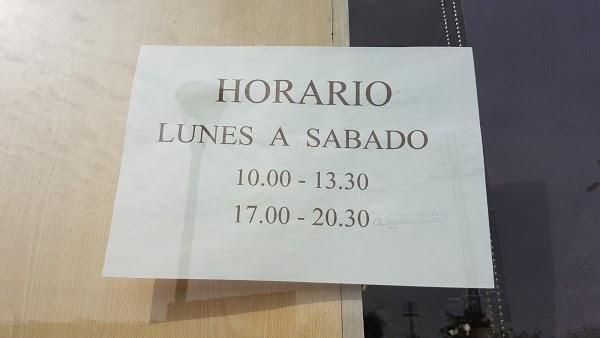 HORARIO
LUNES A SABADO
10.00 - 13.30
17.00 - 20.30